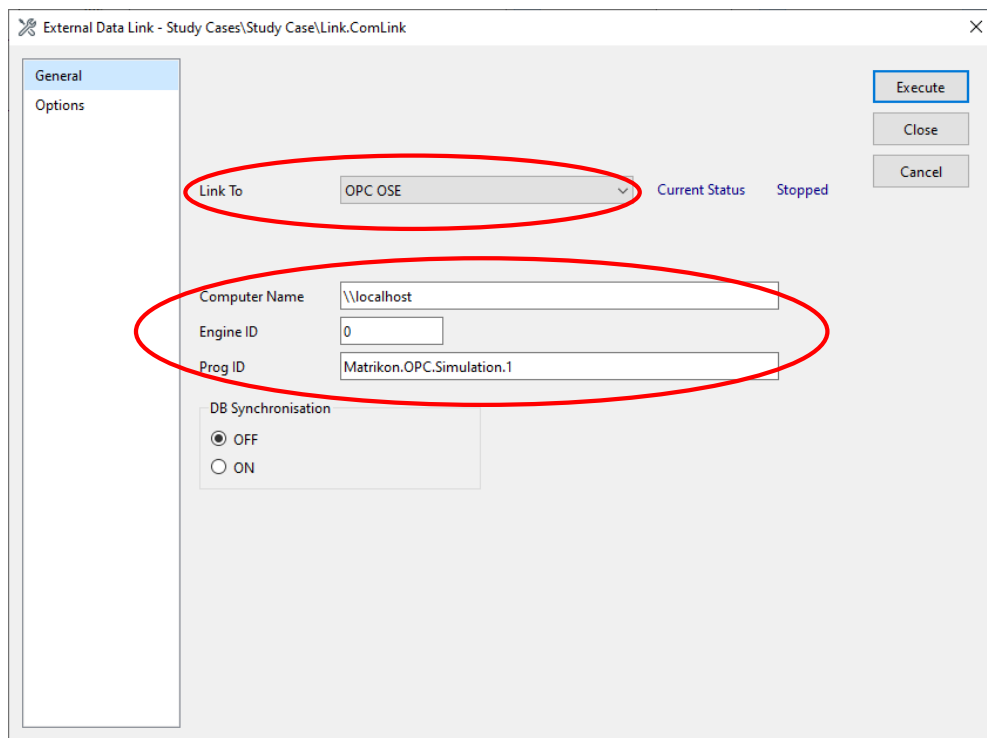 External Data Link - Study Cases\Study Case\Link.ComLink
General
Options
Execute
Close
Cancel
Link To OPC OSE Current Status Stopped
Computer Name \\localhost
Engine ID 0
Prog ID Matrikon.OPC.Simulation.1
DB Synchronisation
OFF
ON